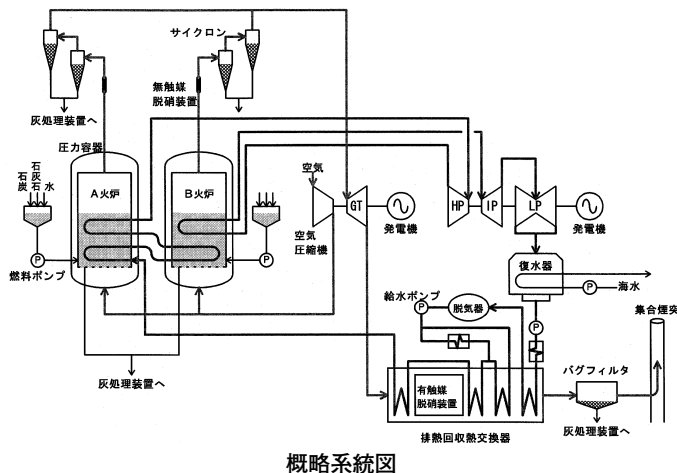 サイクロン
無触媒
脱硝装置
灰処理装置へ
圧力容器
石炭
石灰石
水
A火炉
B火炉
空気
GT
HP
IP
LP
発電機
発電機
空気
圧縮機
P
燃料ポンプ
P
復水器
P
海水
給水ポンプ
P
脱気器
P
集合煙突
灰処理装置へ
有触媒
脱硝装置
バグフィルタ
灰処理装置へ
排熱回収熱交換器
概略系統図